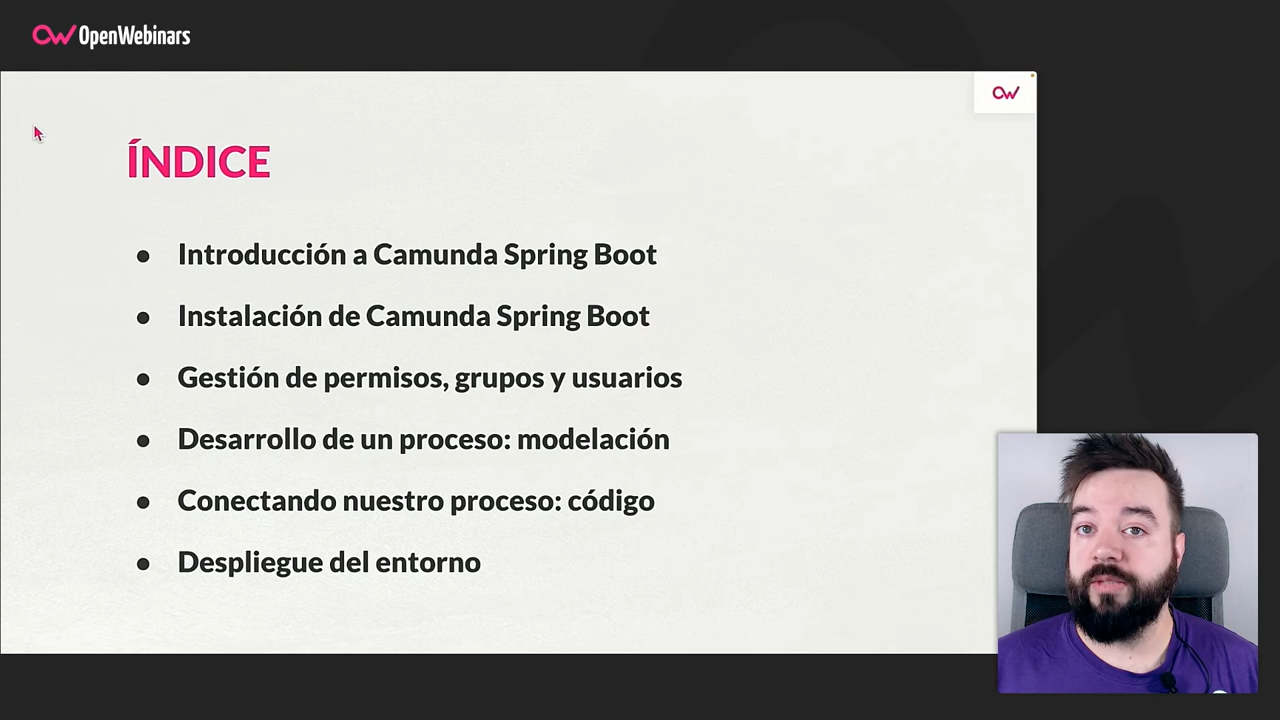 OpenWebinars
ÍNDICE
● Introducción a Camunda Spring Boot
● Instalación de Camunda Spring Boot
● Gestión de permisos, grupos y usuarios
● Desarrollo de un proceso: modelación
● Conectando nuestro proceso: código
● Despliegue del entorno